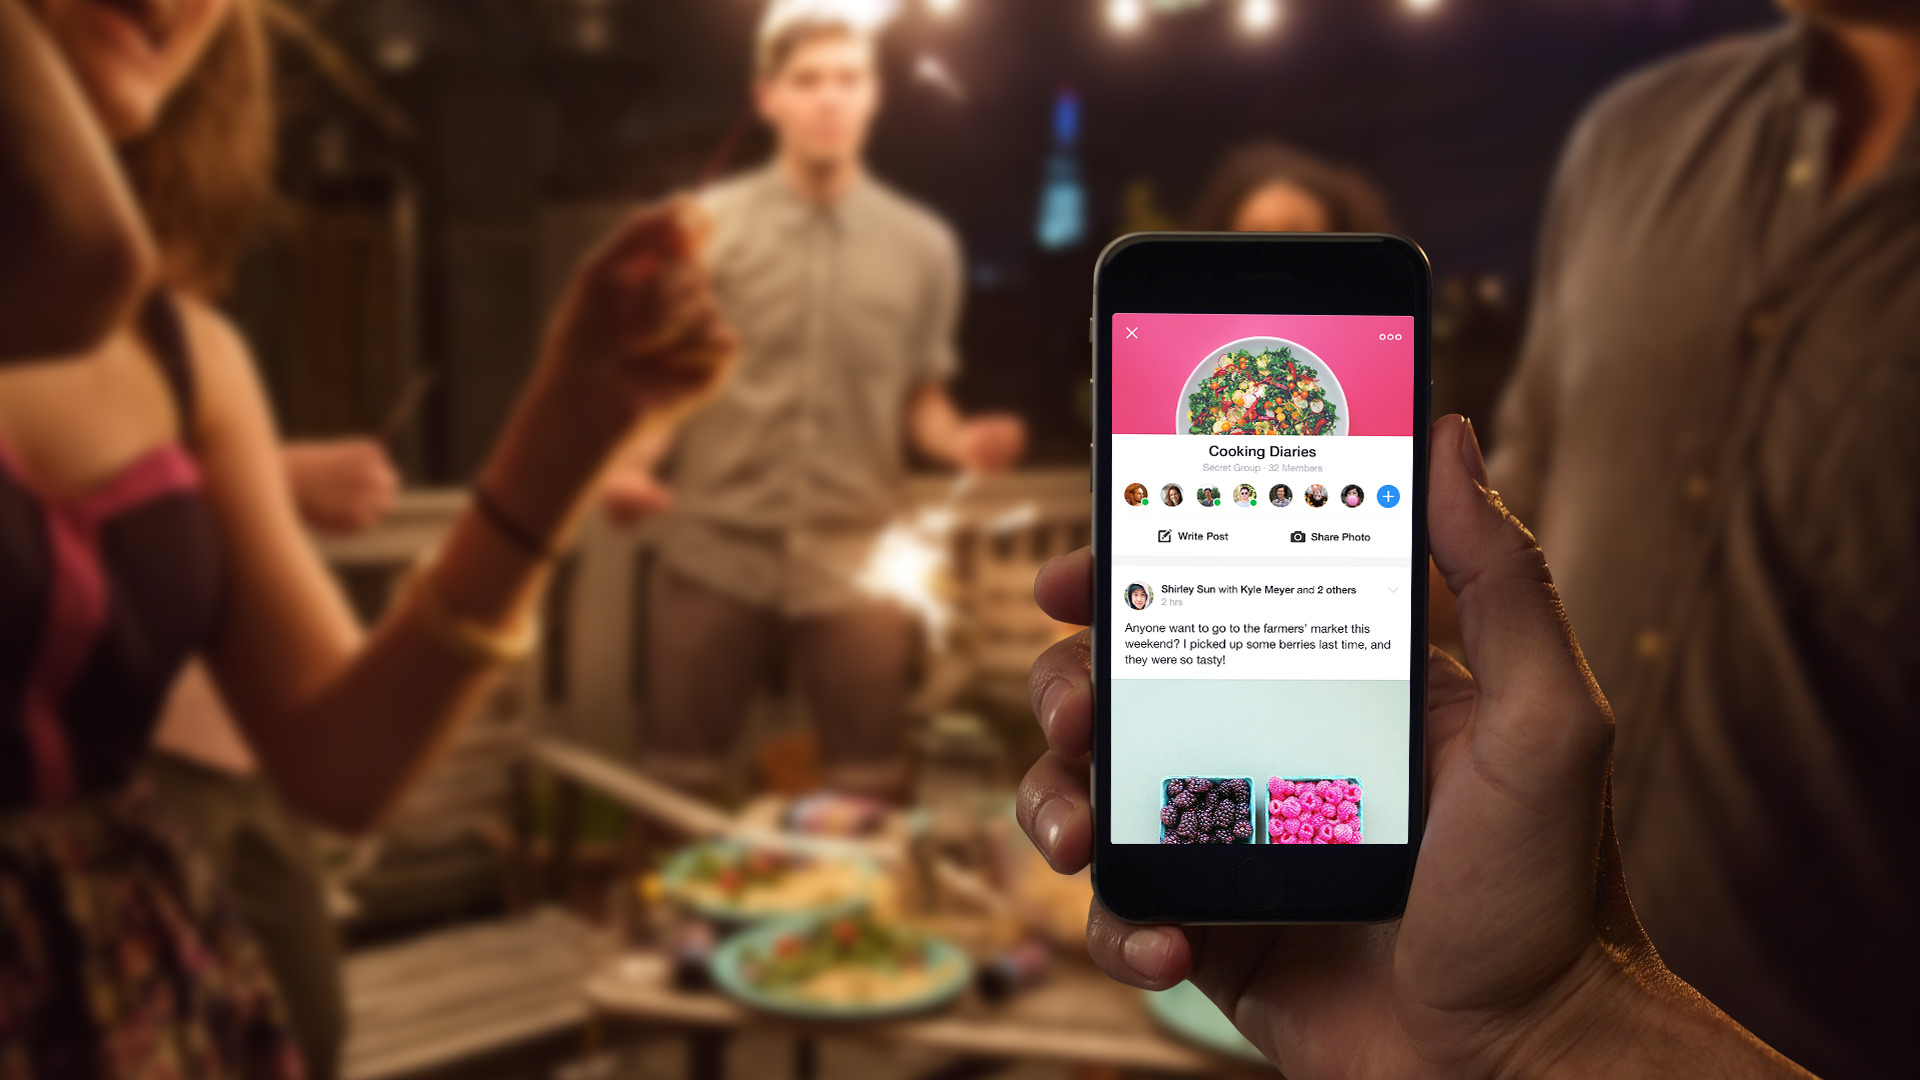 Cooking Diaries
Secret Group · 32 Members
Write Post
Share Photo
Shirley Sun with Kyle Meyer and 2 others
2 hrs
Anyone want to go to the farmers’ market this
weekend? I picked up some berries last time, and
they were so tasty!